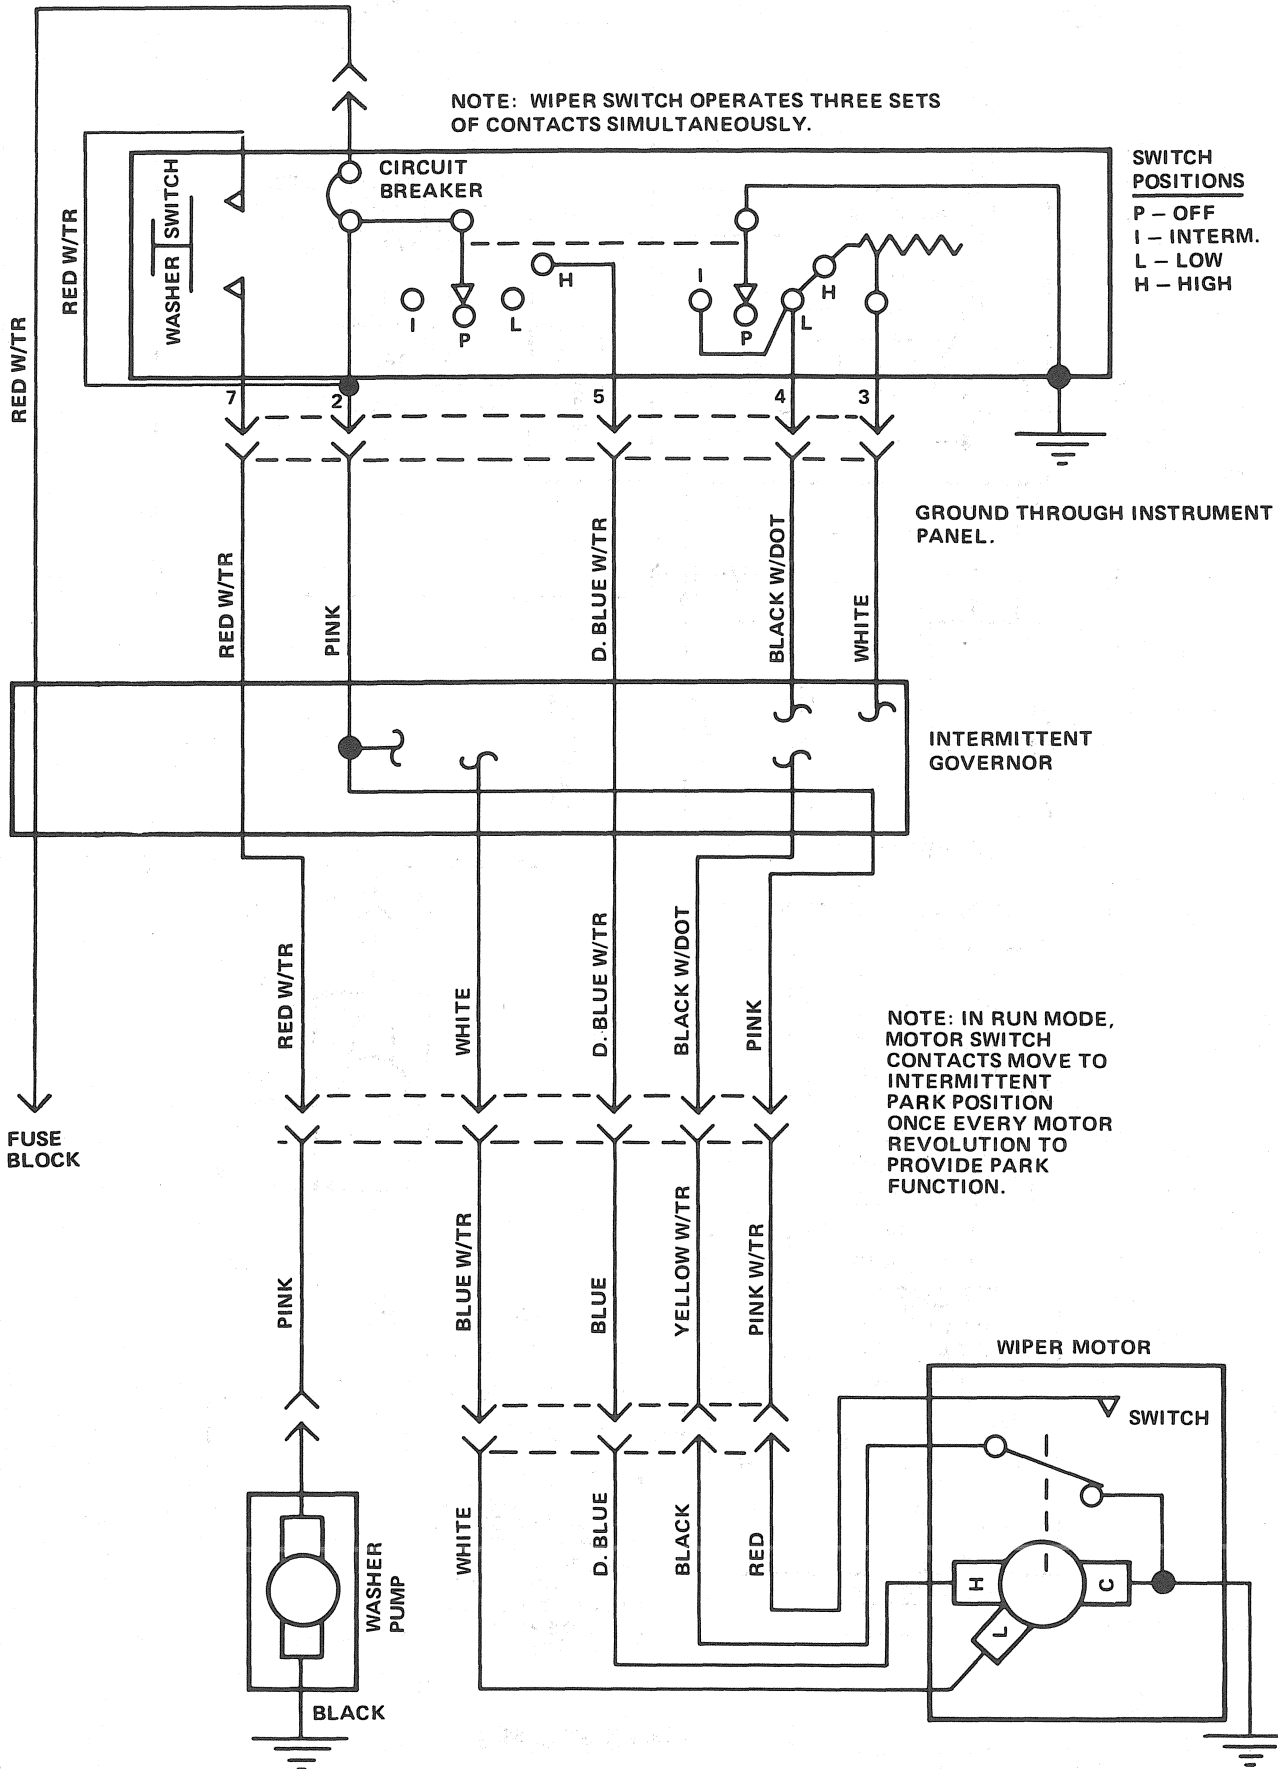 NOTE: WIPER SWITCH OPERATES THREE SETS
OF CONTACTS SIMULTANEOUSLY.
CIRCUIT
BREAKER
SWITCH
POSITIONS
P – OFF
I – INTERM.
L – LOW
H – HIGH
WASHER SWITCH
RED W/TR
RED W/TR
I
P
L
H
I
P
L
H
7
2
5
4
3
GROUND THROUGH INSTRUMENT
PANEL.
RED W/TR
PINK
D. BLUE W/TR
BLACK W/DOT
WHITE
INTERMITTENT
GOVERNOR
RED W/TR
WHITE
D. BLUE W/TR
BLACK W/DOT
PINK
NOTE: IN RUN MODE,
MOTOR SWITCH
CONTACTS MOVE TO
INTERMITTENT
PARK POSITION
ONCE EVERY MOTOR
REVOLUTION TO
PROVIDE PARK
FUNCTION.
FUSE
BLOCK
PINK
BLUE W/TR
BLUE
YELLOW W/TR
PINK W/TR
WIPER MOTOR
SWITCH
WHITE
D. BLUE
BLACK
RED
H
C
L
WASHER
PUMP
BLACK